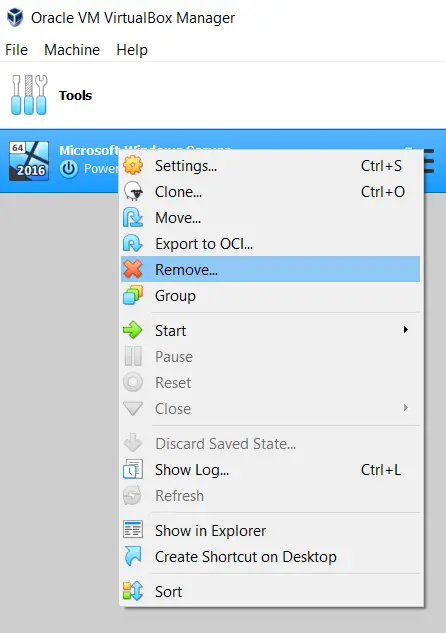 Oracle VM VirtualBox Manager
File Machine Help
Tools
64
2016
Microsoft Windows Server
Power
Settings... Ctrl+S
Clone... Ctrl+O
Move...
Export to OCI...
Remove...
Group
Start
Pause
Reset
Close
Discard Saved State...
Show Log... Ctrl+L
Refresh
Show in Explorer
Create Shortcut on Desktop
Sort